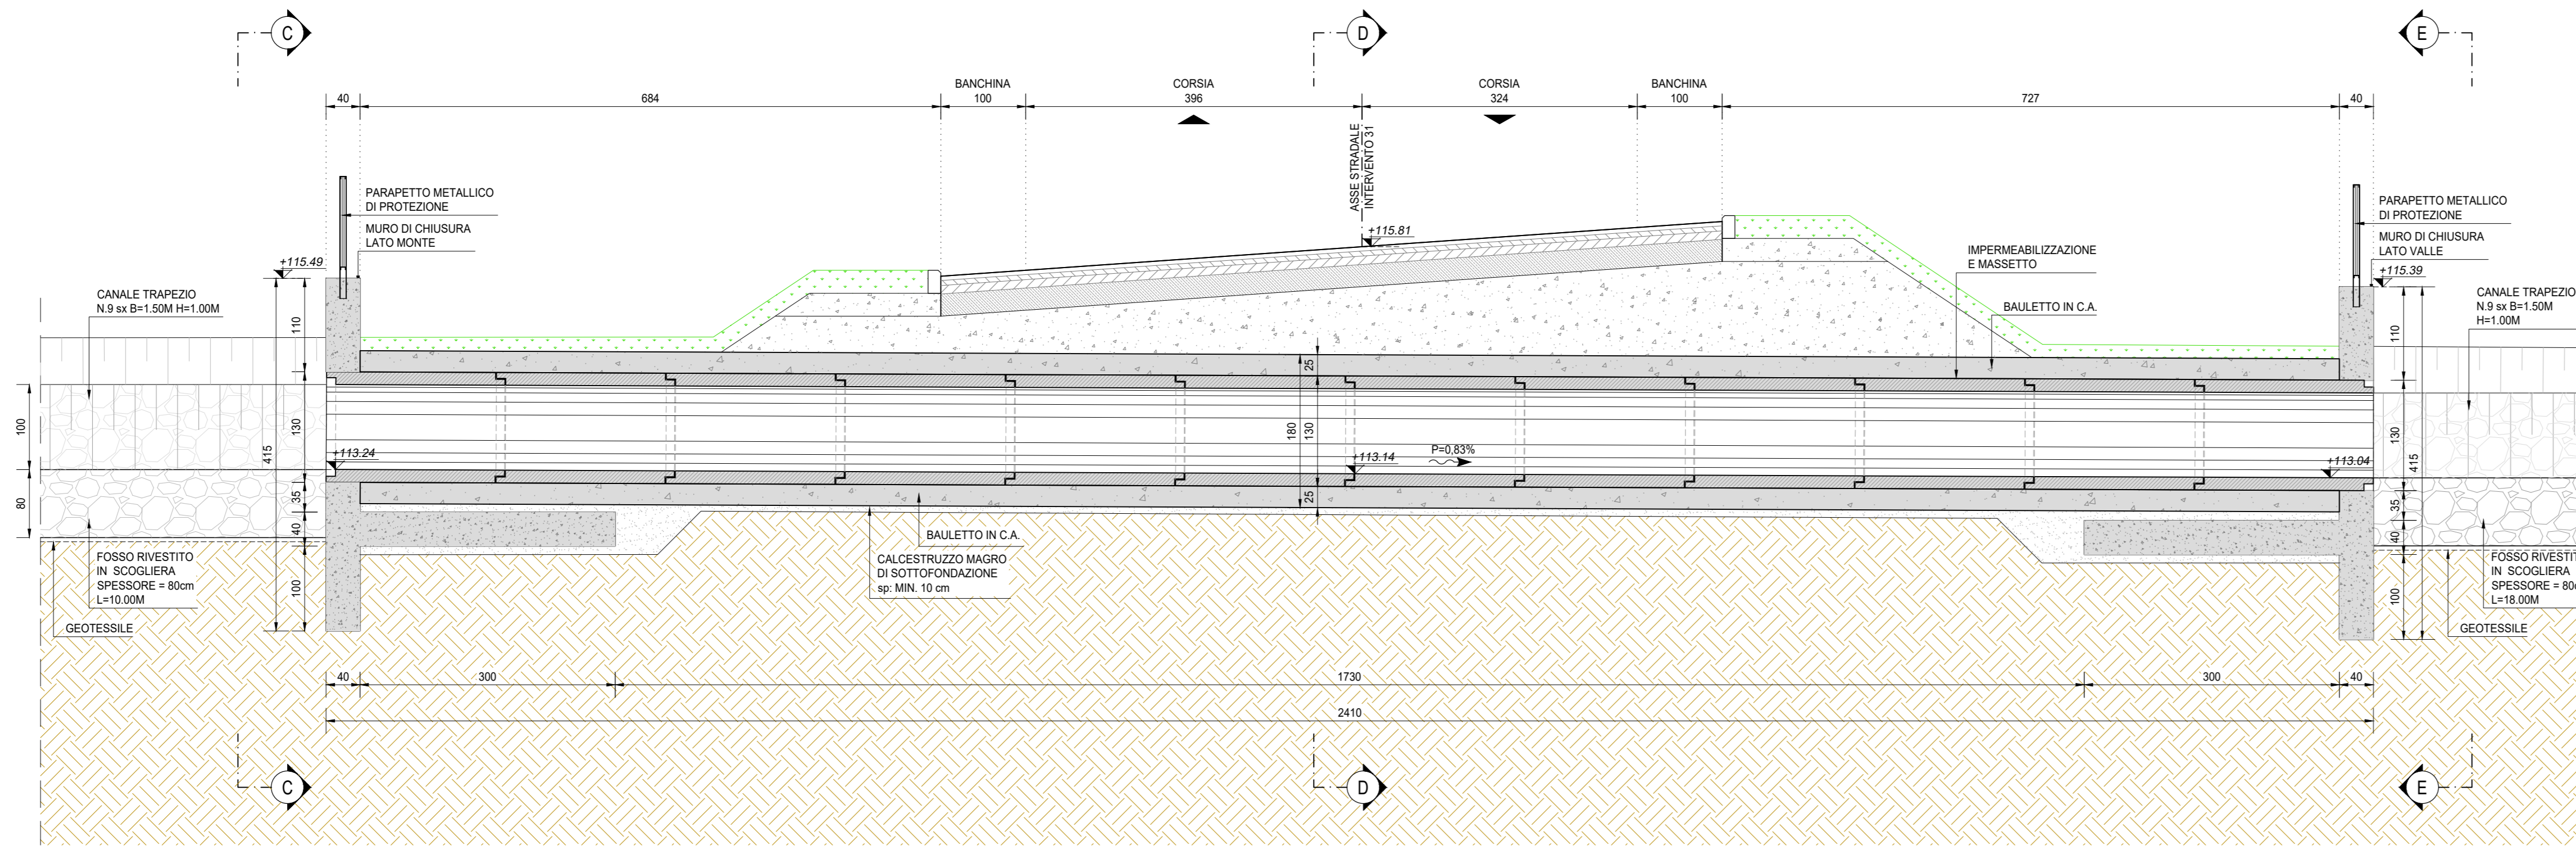 C
D
E
BANCHINA
CORSIA
CORSIA
BANCHINA
40
684
100
396
324
100
727
40
ASSE STRADALE
INTERVENTO 31
PARAPETTO METALLICO
DI PROTEZIONE
MURO DI CHIUSURA
LATO MONTE
+115.49
+115.81
IMPERMEABILIZZAZIONE
E MASSETTO
BAULETTO IN C.A.
PARAPETTO METALLICO
DI PROTEZIONE
MURO DI CHIUSURA
LATO VALLE
+115.39
CANALE TRAPEZIO
N.9 sx B=1.50M H=1.00M
CANALE TRAPEZIO
N.9 sx B=1.50M
H=1.00M
110
130
35
40
100
415
100
80
25
180
130
25
110
130
35
40
100
415
+113.24
+113.14
P=0,83%
+113.04
BAULETTO IN C.A.
CALCESTRUZZO MAGRO
DI SOTTOFONDAZIONE
sp: MIN. 10 cm
FOSSO RIVESTITO
IN SCOGLIERA
SPESSORE = 80cm
L=10.00M
GEOTESSILE
FOSSO RIVESTIT
IN SCOGLIERA
SPESSORE = 80
L=18.00M
GEOTESSILE
40
300
1730
300
40
2410
C
D
E